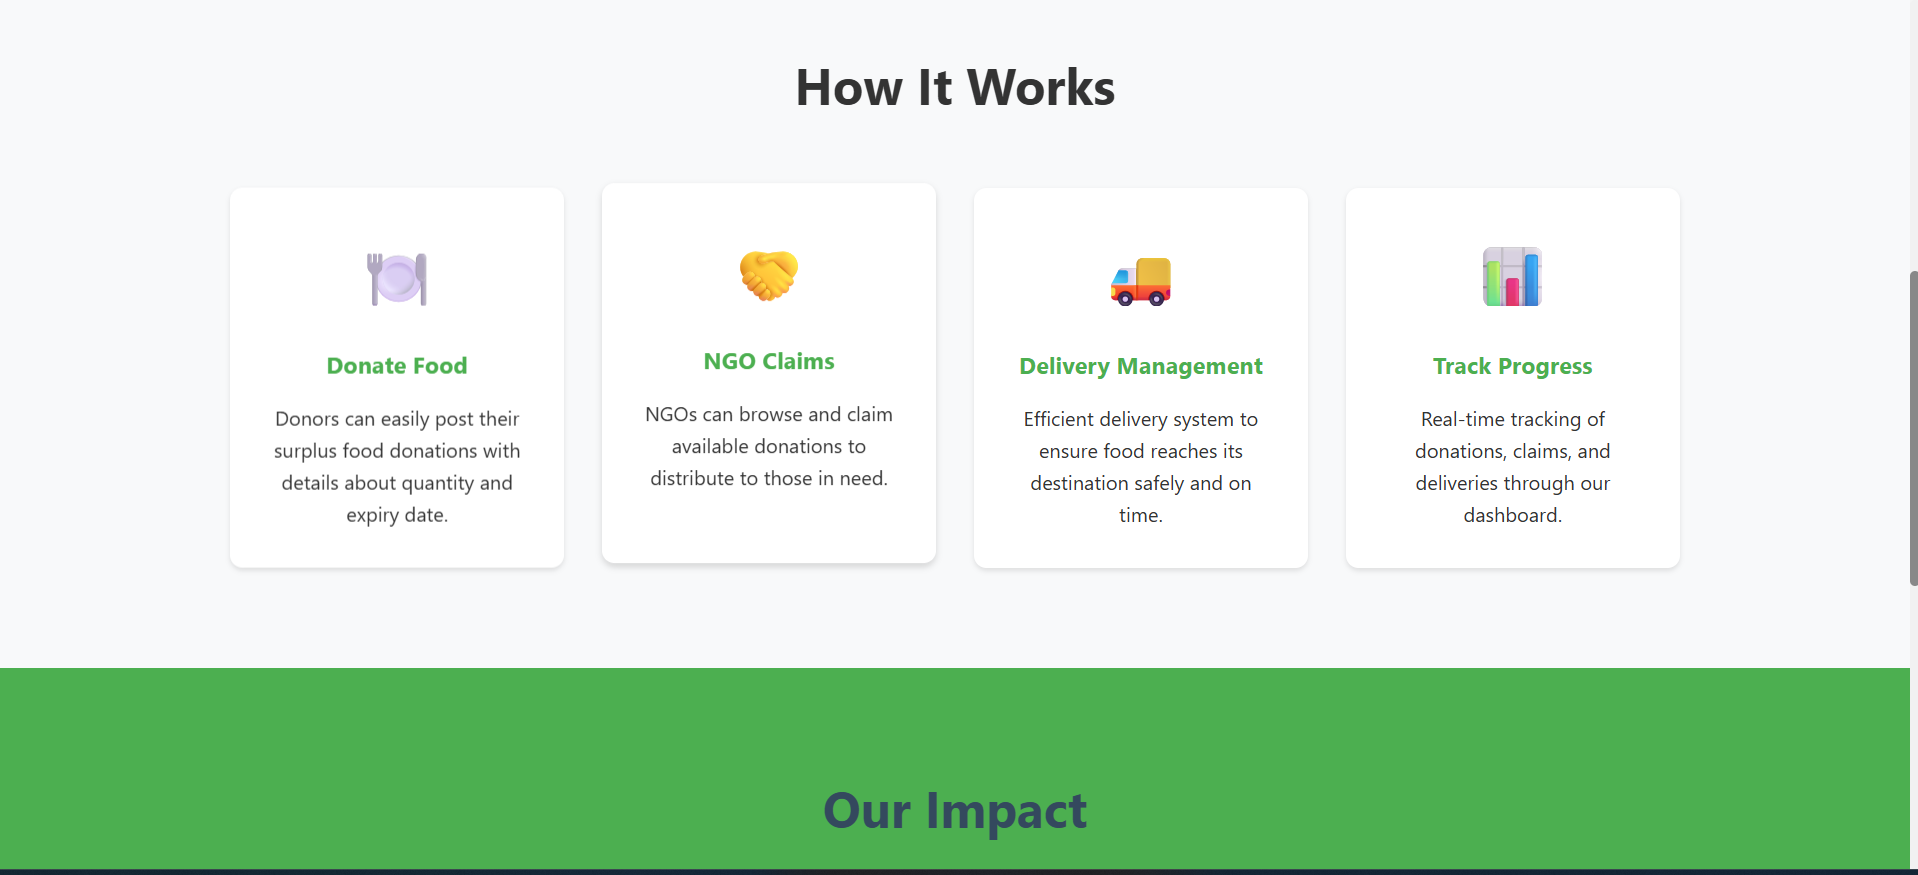 How It Works
Donate Food
Donors can easily post their
surplus food donations with
details about quantity and
expiry date.
NGO Claims
NGOs can browse and claim
available donations to
distribute to those in need.
Delivery Management
Efficient delivery system to
ensure food reaches its
destination safely and on
time.
Track Progress
Real-time tracking of
donations, claims, and
deliveries through our
dashboard.
Our Impact